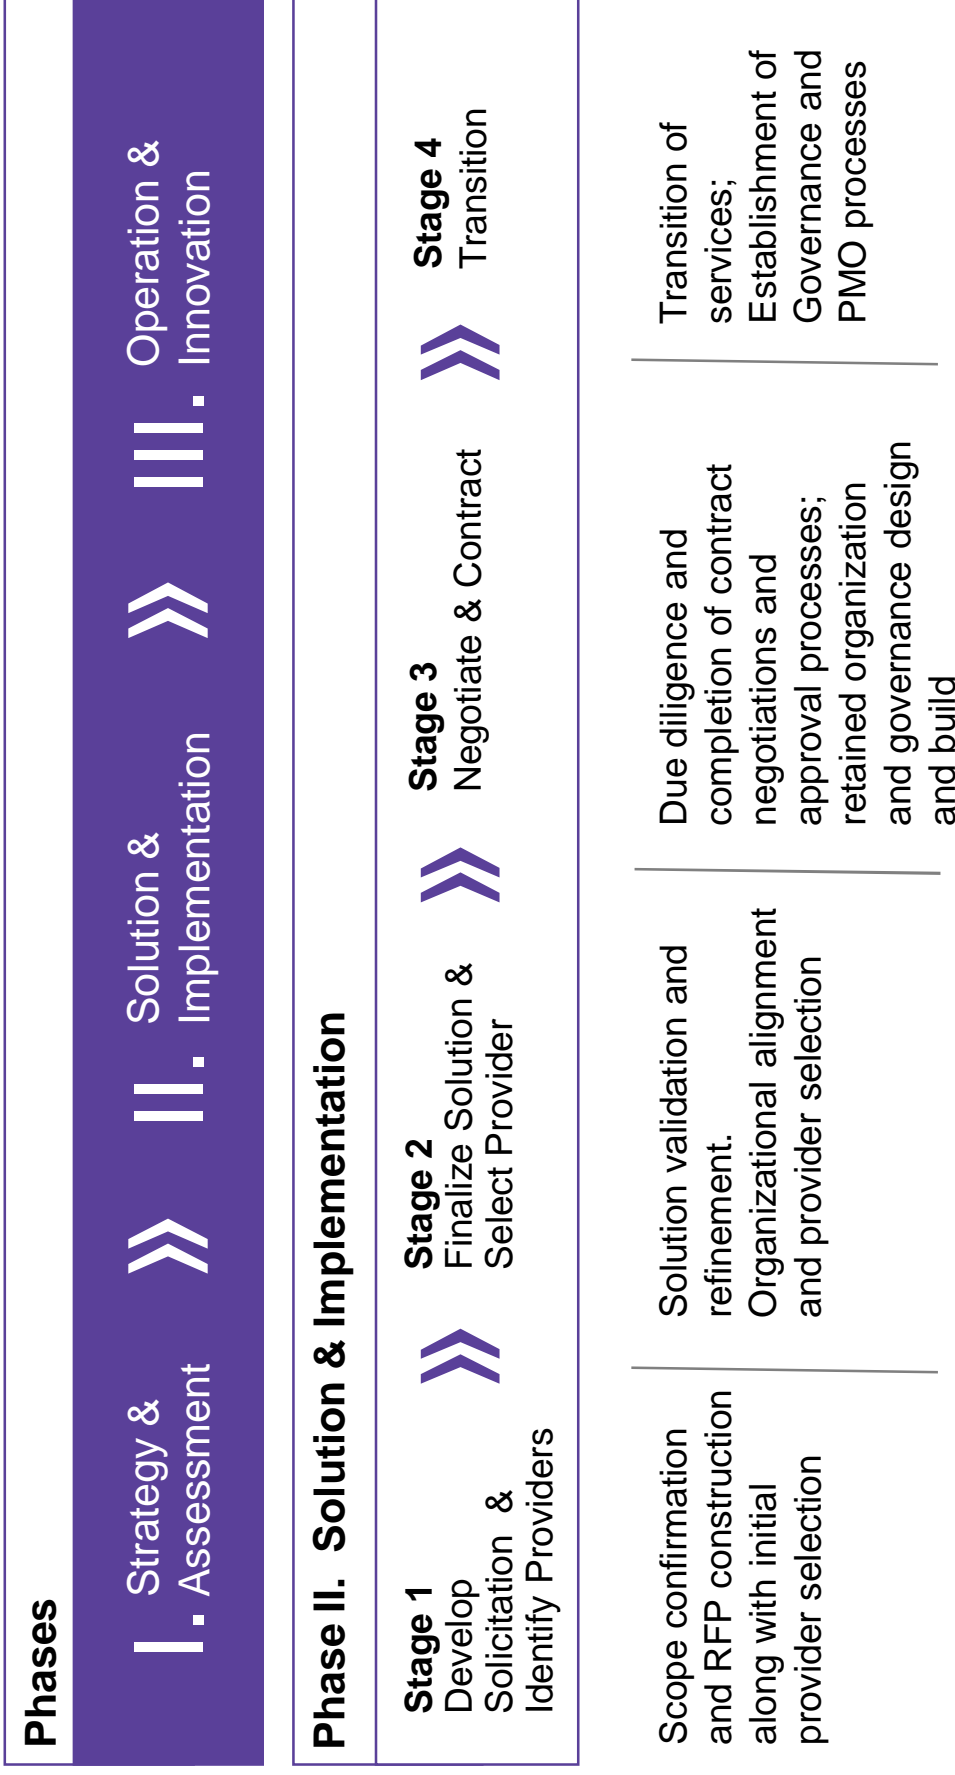 Phases
I. Strategy &
Assessment
II. Solution &
Implementation
III. Operation &
Innovation
Phase II.  Solution & Implementation
Stage 1
Develop
Solicitation  &
Identify Providers
Stage 2
Finalize Solution &
Select Provider
Stage 3
Negotiate & Contract
Stage 4
Transition
Scope confirmation
and RFP construction
along with initial
provider selection
Solution validation and
refinement.
Organizational alignment
and provider selection
Due diligence and
completion of contract
negotiations and
approval processes;
retained organization
and governance design
and build
Transition of
services;
Establishment of
Governance and
PMO processes